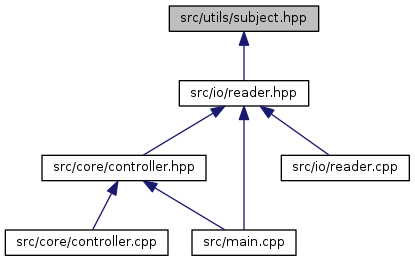 src/utils/subject.hpp
src/io/reader.hpp
src/core/controller.hpp
src/io/reader.cpp
src/core/controller.cpp
src/main.cpp